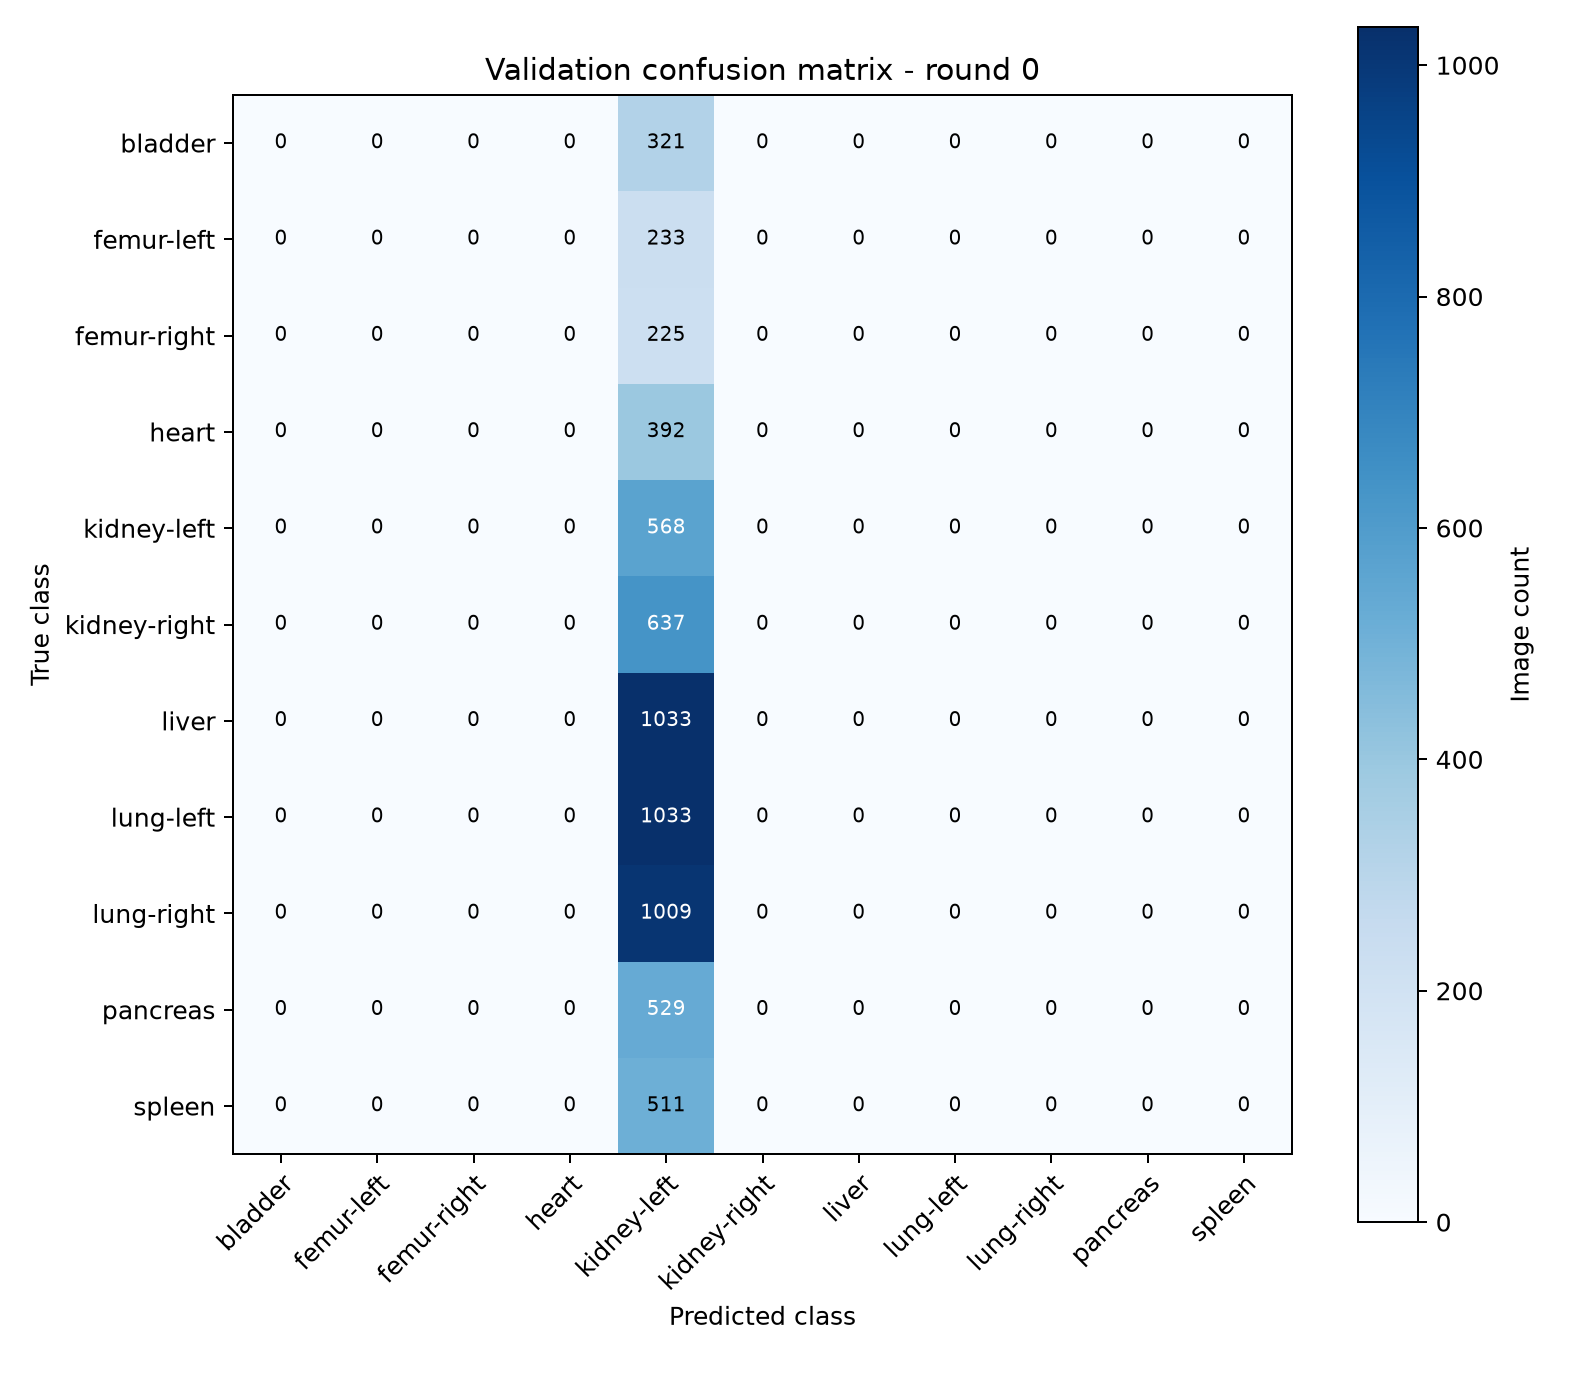 Validation confusion matrix - round 0
bladder 0 0 0 0 321 0 0 0 0 0 0
femur-left 0 0 0 0 233 0 0 0 0 0 0
femur-right 0 0 0 0 225 0 0 0 0 0 0
heart 0 0 0 0 392 0 0 0 0 0 0
kidney-left 0 0 0 0 568 0 0 0 0 0 0
kidney-right 0 0 0 0 637 0 0 0 0 0 0
liver 0 0 0 0 1033 0 0 0 0 0 0
lung-left 0 0 0 0 1033 0 0 0 0 0 0
lung-right 0 0 0 0 1009 0 0 0 0 0 0
pancreas 0 0 0 0 529 0 0 0 0 0 0
spleen 0 0 0 0 511 0 0 0 0 0 0
True class
bladder femur-left femur-right heart kidney-left kidney-right liver lung-left lung-right pancreas spleen
Predicted class
1000
800
600
400
200
0
Image count